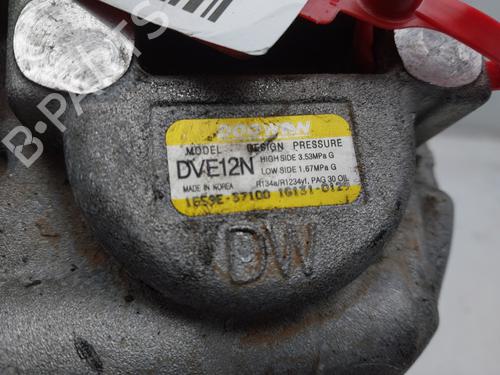 B-PARTS
DOOWON
MODEL DESIGN PRESSURE
DVE12N HIGH SIDE 3.53MPa G
LOW SIDE 1.67MPa G
MADE IN KOREA R134a/R1234yf, PAG 30 OIL
DW